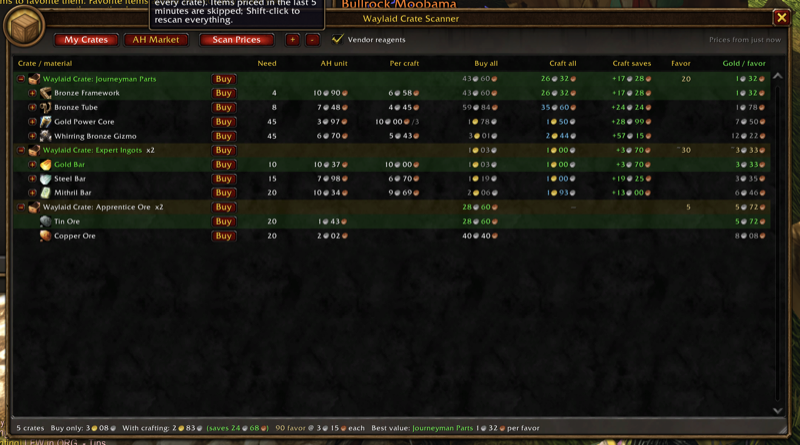 ns to favorite them. Favorite items
every crate). Items priced in the last 5
minutes are skipped; Shift-click to
rescan everything.
Bullrock Moobama
Waylaid Crate Scanner
My Crates AH Market Scan Prices + - Vendor reagents Prices from just now
Crate / material Need AH unit Per craft Buy all Craft all Craft saves Favor Gold / favor
Waylaid Crate: Journeyman Parts Buy 43 60 26 32 +17 28 20 1 32
Bronze Framework Buy 4 10 90 6 58 43 60 26 32 +17 28 1 32
Bronze Tube Buy 8 7 48 4 45 59 84 35 60 +24 24 1 78
Gold Power Core Buy 45 3 97 10 00 /3 1 78 1 50 +28 99 7 50
Whirring Bronze Gizmo Buy 45 6 70 5 43 3 01 2 44 +57 15 12 22
Waylaid Crate: Expert Ingots x2 Buy 1 03 1 00 +3 70 30 3 33
Gold Bar Buy 10 10 37 10 00 1 03 1 00 +3 70 3 33
Steel Bar Buy 15 7 98 6 70 1 19 1 00 +19 25 3 35
Mithril Bar Buy 20 10 34 9 69 2 06 1 93 +13 00 6 46
Waylaid Crate: Apprentice Ore x2 Buy 28 60 5 5 72
Tin Ore Buy 20 1 43 28 60 5 72
Copper Ore Buy 20 2 02 40 40 8 08
5 crates Buy only: 3 08 With crafting: 2 83 (saves 24 68) 90 favor @ 3 15 each Best value: Journeyman Parts 1 32 per favor